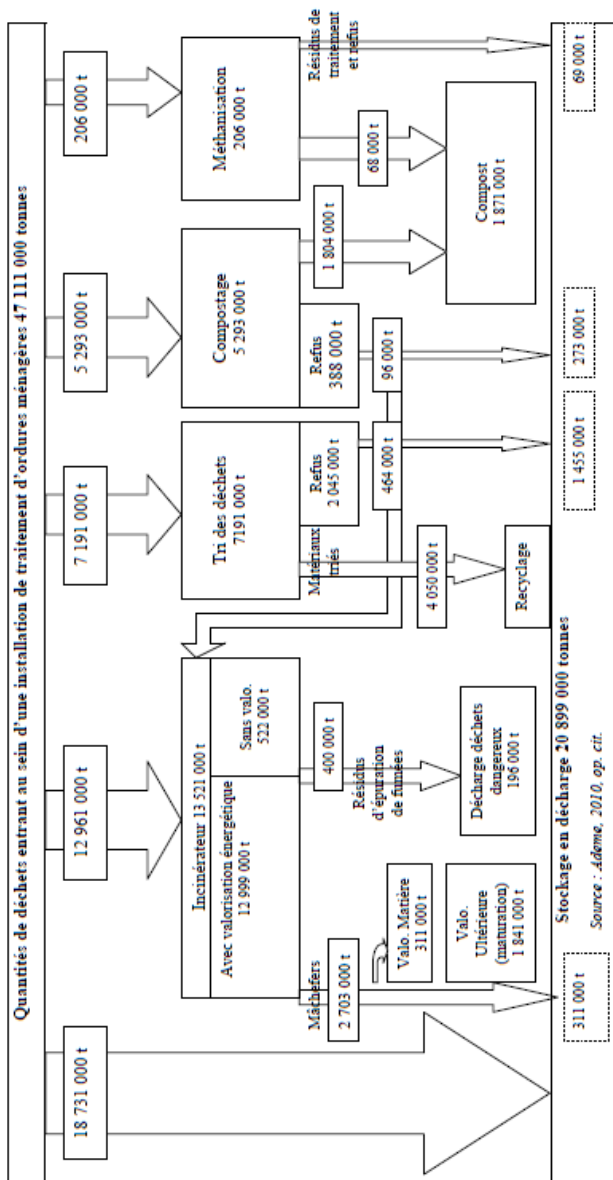 Quantités de déchets entrant au sein d'une installation de traitement d'ordures ménagères 47 111 000 tonnes
18 731 000 t
12 961 000 t
7 191 000 t
5 293 000 t
206 000 t
Incinérateur 13 521 000 t
Avec valorisation énergétique
12 999 000 t
Sans valo.
522 000 t
Tri des déchets
7191 000 t
Refus
2 045 000 t
Compostage
5 293 000 t
Refus
388 000 t
Méthanisation
206 000 t
Mâchefers
2 703 000 t
Valo. Matière
311 000 t
Valo.
Ultérieure
(maturation)
1 841 000 t
400 000 t
Résidus
d'épuration
de fumées
Décharge déchets
dangereux
196 000 t
Matériaux
triés
4 050 000 t
Recyclage
464 000 t
96 000 t
1 804 000 t
68 000 t
Compost
1 871 000 t
Résidus de
traitement
et refus
Stockage en décharge 20 899 000 tonnes
311 000 t
1 455 000 t
273 000 t
69 000 t
Source : Ademe, 2010, op. cit.